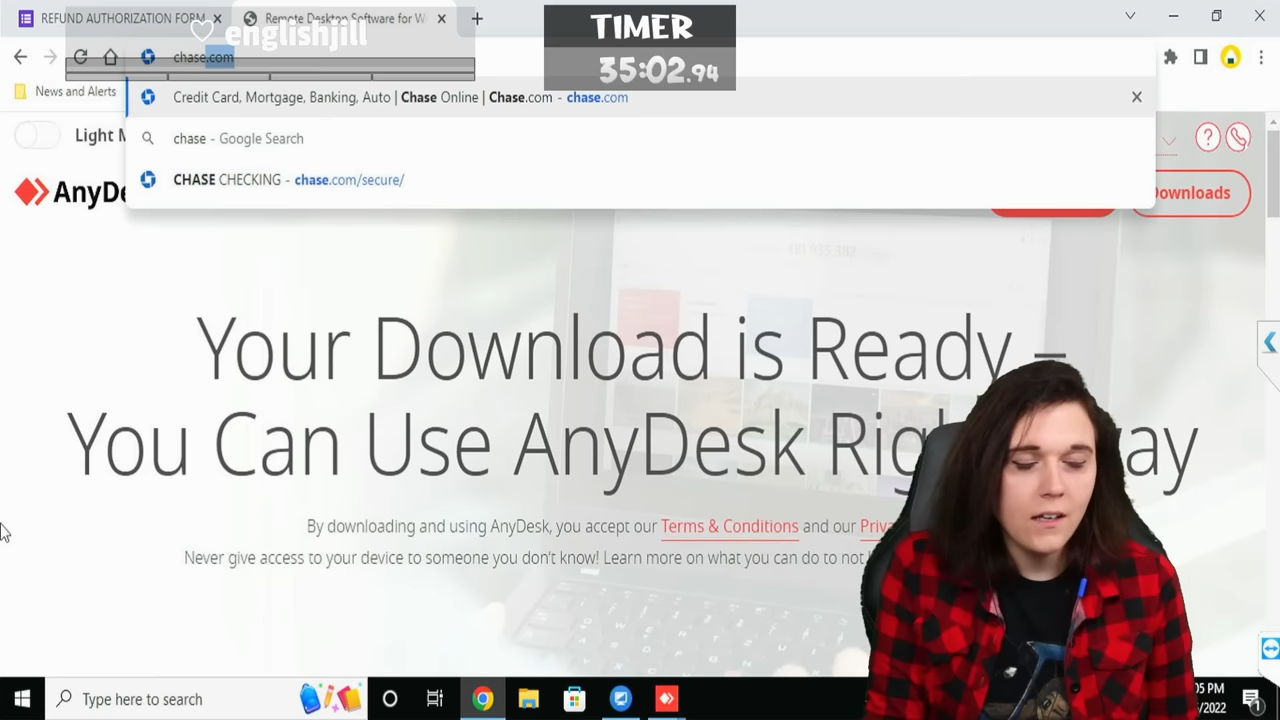 REFUND AUTHORIZATION FORM
Remote Desktop Software for W
englishjill
TIMER
35:02.94
chase.com
News and Alerts
Credit Card, Mortgage, Banking, Auto | Chase Online | Chase.com - chase.com
chase - Google Search
CHASE CHECKING - chase.com/secure/
Light M
AnyDe
Downloads
Your Download is Ready –
You Can Use AnyDesk Rig ay
By downloading and using AnyDesk, you accept our Terms & Conditions and our Priva
Never give access to your device to someone you don't know! Learn more on what you can do to not
Type here to search
05 PM
/2022
1